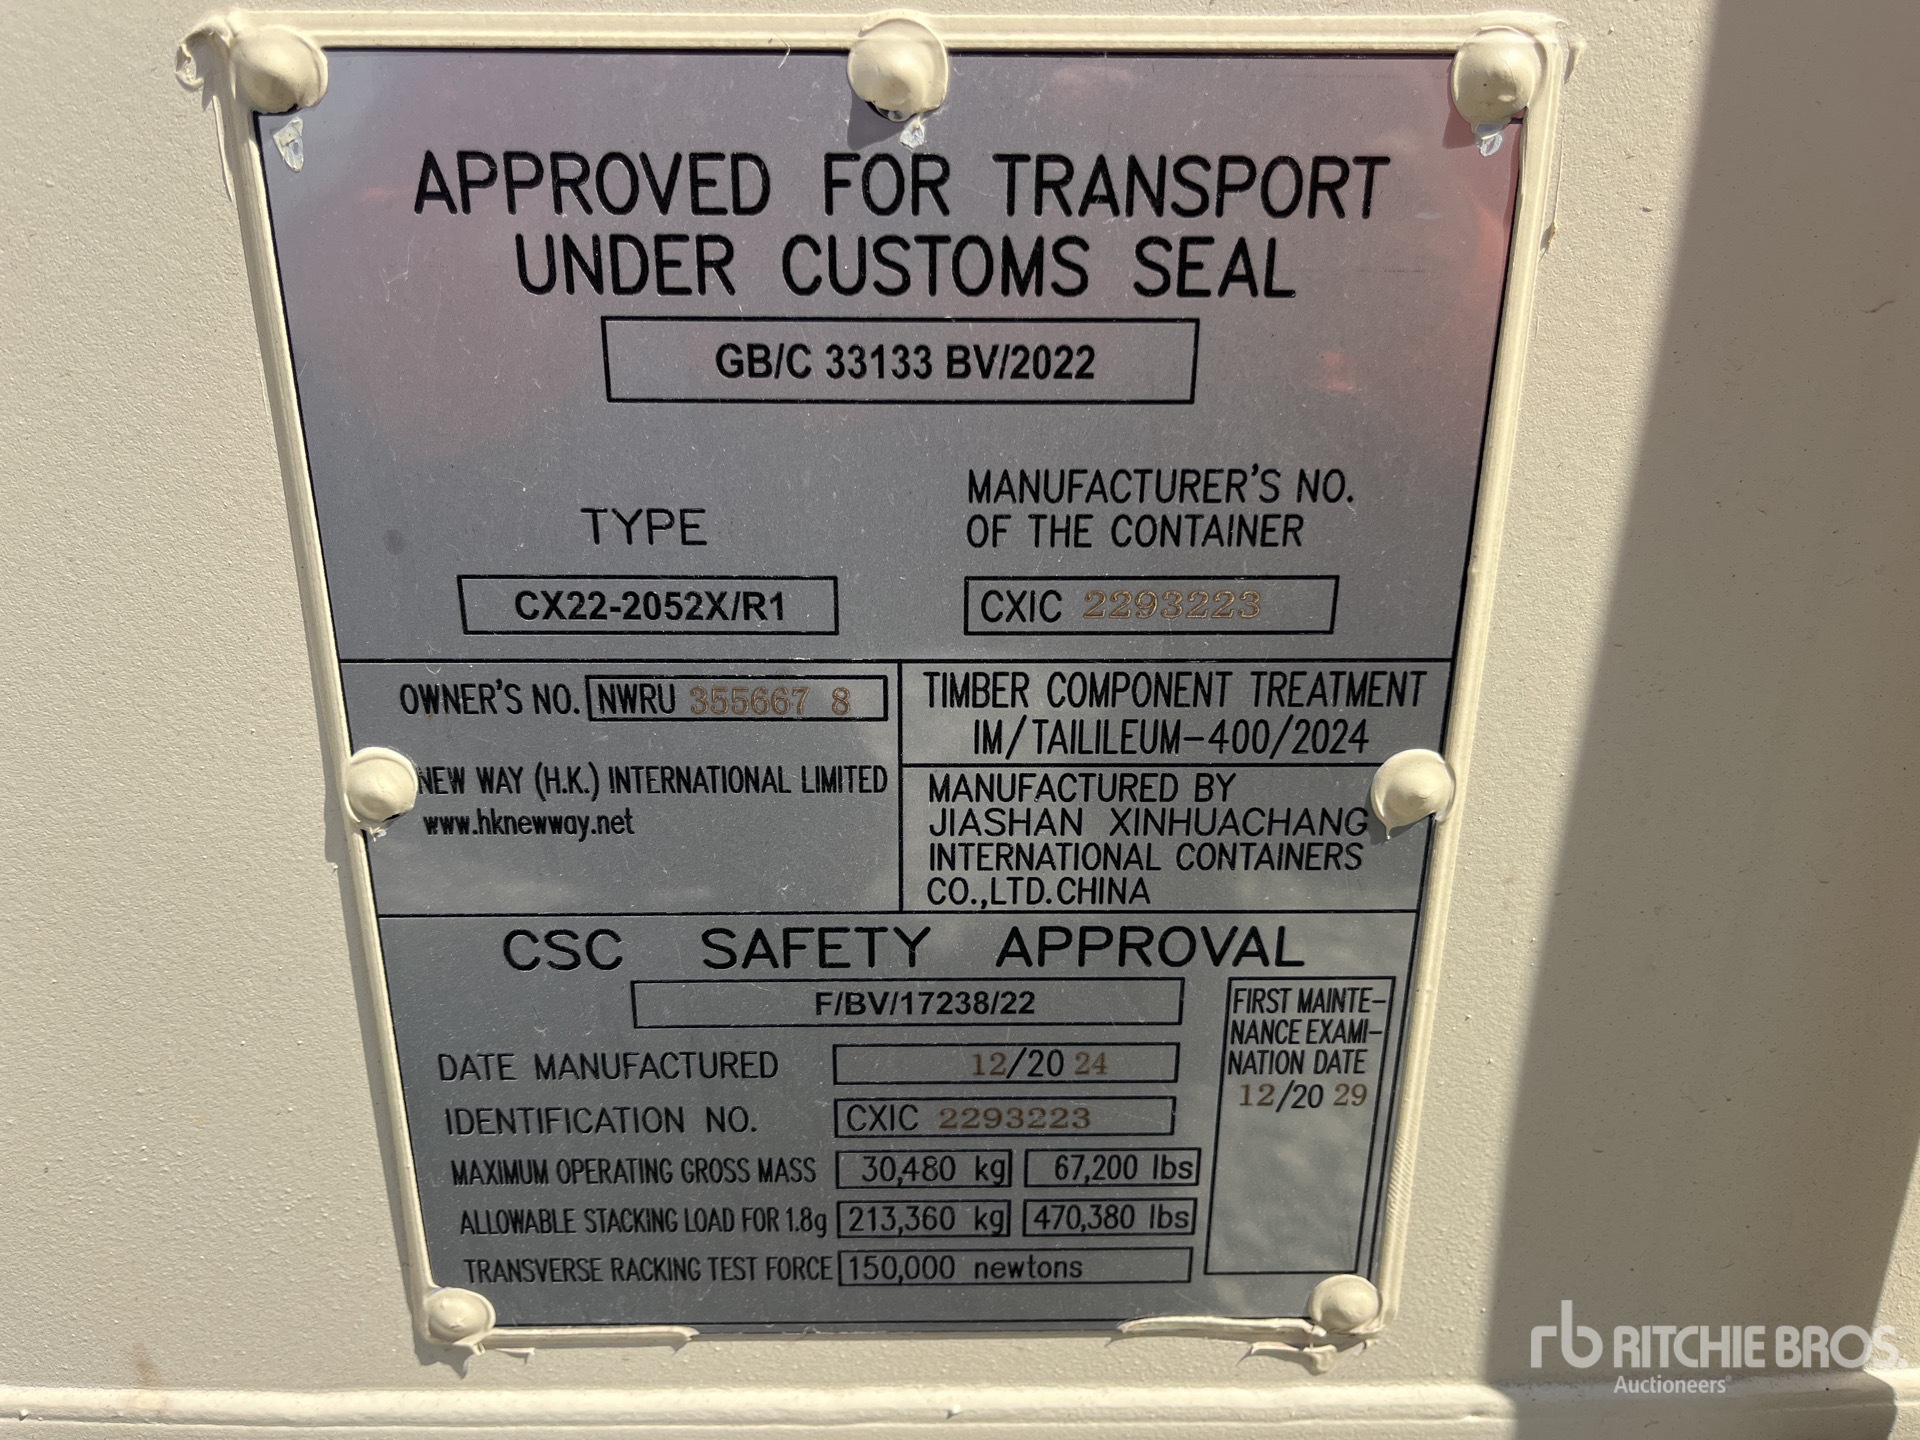 APPROVED FOR TRANSPORT
UNDER CUSTOMS SEAL
GB/C 33133 BV/2022
TYPE
CX22-2052X/R1
MANUFACTURER'S NO.
OF THE CONTAINER
CXIC 2293223
OWNER'S NO. NWRU 355667 8
NEW WAY (H.K.) INTERNATIONAL LIMITED
www.hknewway.net
TIMBER COMPONENT TREATMENT
IM/TAILILEUM-400/2024
MANUFACTURED BY
JIASHAN XINHUACHANG
INTERNATIONAL CONTAINERS
CO.,LTD.CHINA
CSC SAFETY APPROVAL
F/BV/17238/22
DATE MANUFACTURED 12/20 24
IDENTIFICATION NO. CXIC 2293223
MAXIMUM OPERATING GROSS MASS 30,480 kg 67,200 lbs
ALLOWABLE STACKING LOAD FOR 1.8g 213,360 kg 470,380 lbs
TRANSVERSE RACKING TEST FORCE 150,000 newtons
FIRST MAINTE-
NANCE EXAMI-
NATION DATE
12/20 29
rb RITCHIE BROS.
Auctioneers